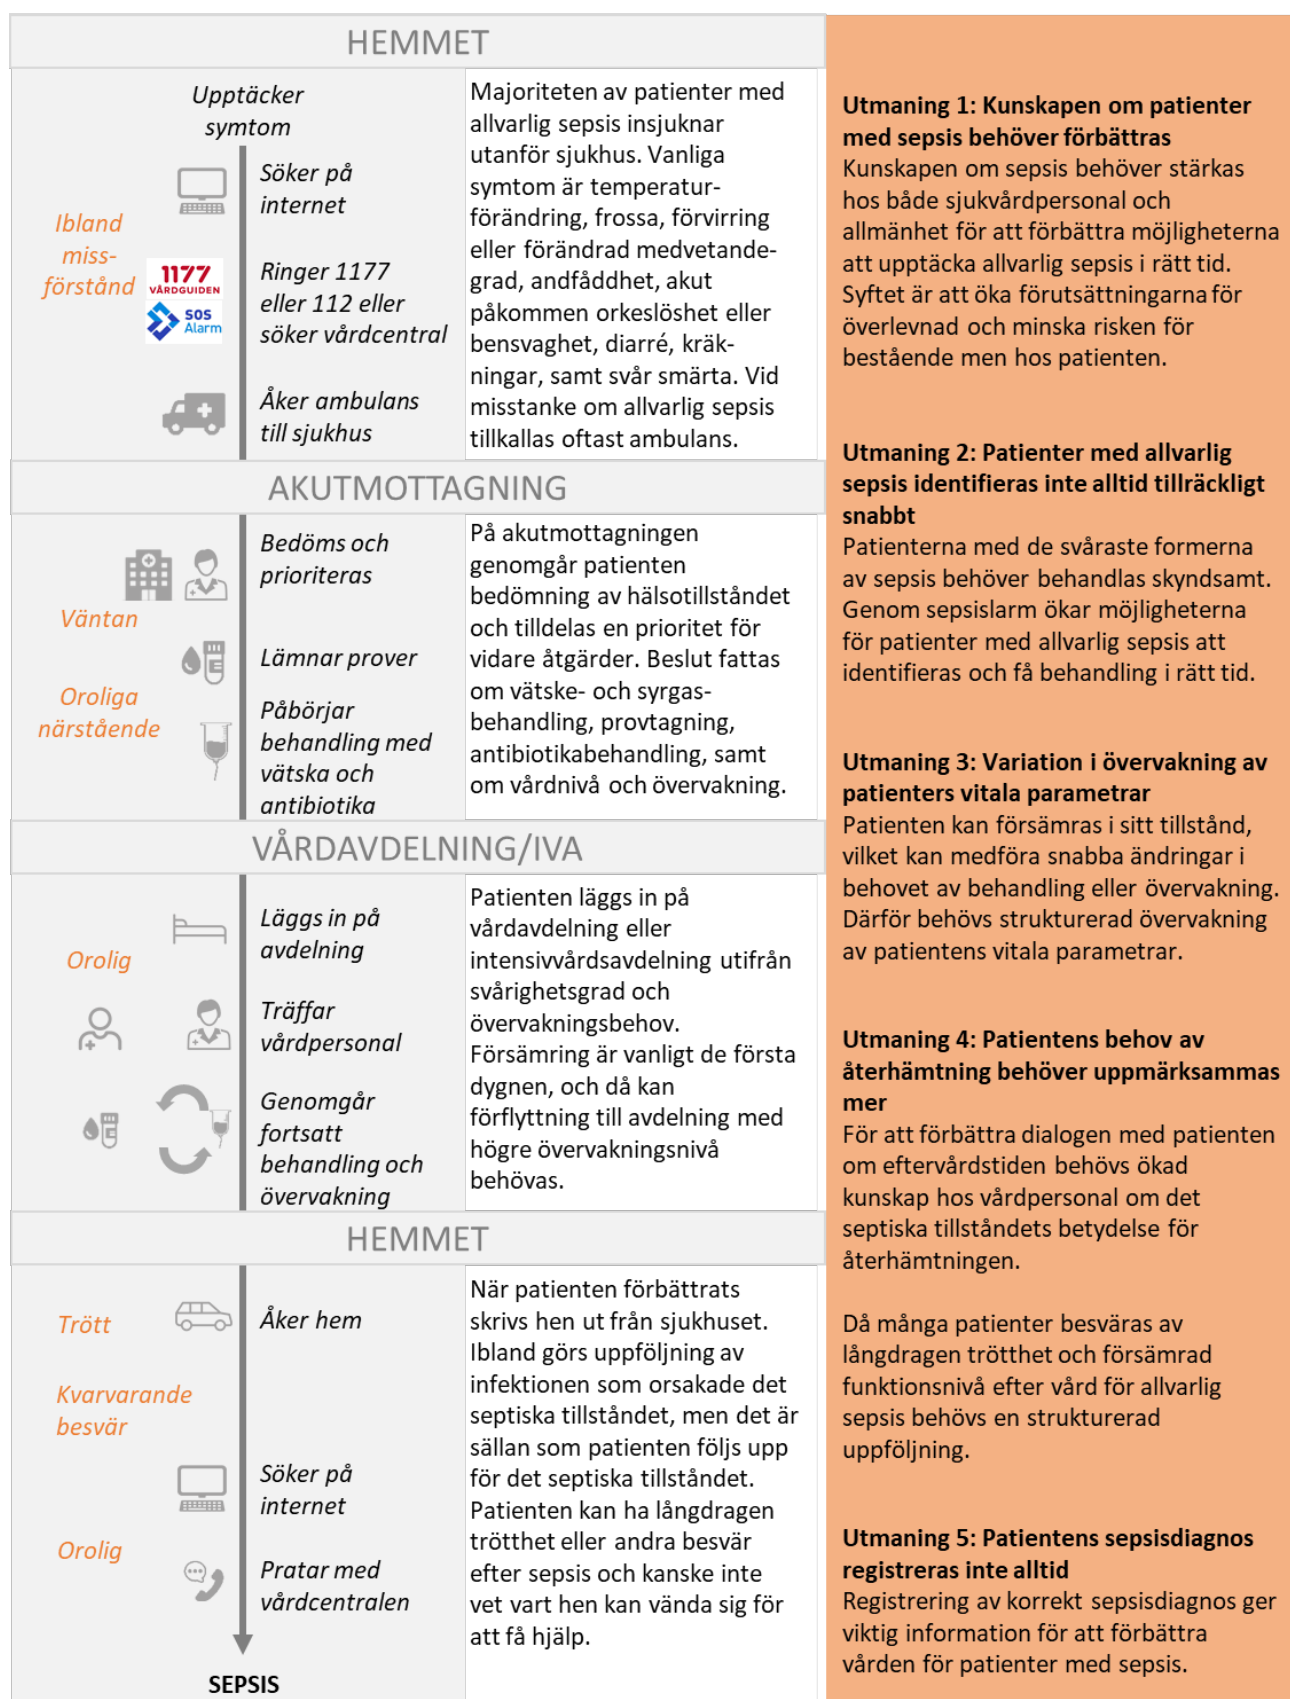 HEMMET
Upptäcker
symtom
Söker på
internet
Ibland
miss-
förstånd
1177
VÅRDGUIDEN
SOS
Alarm
Ringer 1177
eller 112 eller
söker vårdcentral
Åker ambulans
till sjukhus
Majoriteten av patienter med
allvarlig sepsis insjuknar
utanför sjukhus. Vanliga
symtom är temperatur-
förändring, frossa, förvirring
eller förändrad medvetande-
grad, andfåddhet, akut
påkommen orkeslöshet eller
bensvaghet, diarré, kräk-
ningar, samt svår smärta. Vid
misstanke om allvarlig sepsis
tillkallas oftast ambulans.
AKUTMOTTAGNING
Bedöms och
prioriteras
Väntan
Lämnar prover
Oroliga
närstående
Påbörjar
behandling med
vätska och
antibiotika
På akutmottagningen
genomgår patienten
bedömning av hälsotillståndet
och tilldelas en prioritet för
vidare åtgärder. Beslut fattas
om vätske- och syrgas-
behandling, provtagning,
antibiotikabehandling, samt
om vårdnivå och övervakning.
VÅRDAVDELNING/IVA
Läggs in på
avdelning
Orolig
Träffar
vårdpersonal
Genomgår
fortsatt
behandling och
övervakning
Patienten läggs in på
vårdavdelning eller
intensivvårdsavdelning utifrån
svårighetsgrad och
övervakningsbehov.
Försämring är vanligt de första
dygnen, och då kan
förflyttning till avdelning med
högre övervakningsnivå
behövas.
HEMMET
Trött
Åker hem
Kvarvarande
besvär
Söker på
internet
Orolig
Pratar med
vårdcentralen
SEPSIS
När patienten förbättrats
skrivs hen ut från sjukhuset.
Ibland görs uppföljning av
infektionen som orsakade det
septiska tillståndet, men det är
sällan som patienten följs upp
för det septiska tillståndet.
Patienten kan ha långdragen
trötthet eller andra besvär
efter sepsis och kanske inte
vet vart hen kan vända sig för
att få hjälp.
Utmaning 1: Kunskapen om patienter
med sepsis behöver förbättras
Kunskapen om sepsis behöver stärkas
hos både sjukvårdpersonal och
allmänhet för att förbättra möjligheterna
att upptäcka allvarlig sepsis i rätt tid.
Syftet är att öka förutsättningarna för
överlevnad och minska risken för
bestående men hos patienten.
Utmaning 2: Patienter med allvarlig
sepsis identifieras inte alltid tillräckligt
snabbt
Patienterna med de svåraste formerna
av sepsis behöver behandlas skyndsamt.
Genom sepsislarm ökar möjligheterna
för patienter med allvarlig sepsis att
identifieras och få behandling i rätt tid.
Utmaning 3: Variation i övervakning av
patienters vitala parametrar
Patienten kan försämras i sitt tillstånd,
vilket kan medföra snabba ändringar i
behovet av behandling eller övervakning.
Därför behövs strukturerad övervakning
av patientens vitala parametrar.
Utmaning 4: Patientens behov av
återhämtning behöver uppmärksammas
mer
För att förbättra dialogen med patienten
om eftervårdstiden behövs ökad
kunskap hos vårdpersonal om det
septiska tillståndets betydelse för
återhämtningen.
Då många patienter besväras av
långdragen trötthet och försämrad
funktionsnivå efter vård för allvarlig
sepsis behövs en strukturerad
uppföljning.
Utmaning 5: Patientens sepsisdiagnos
registreras inte alltid
Registrering av korrekt sepsisdiagnos ger
viktig information för att förbättra
vården för patienter med sepsis.